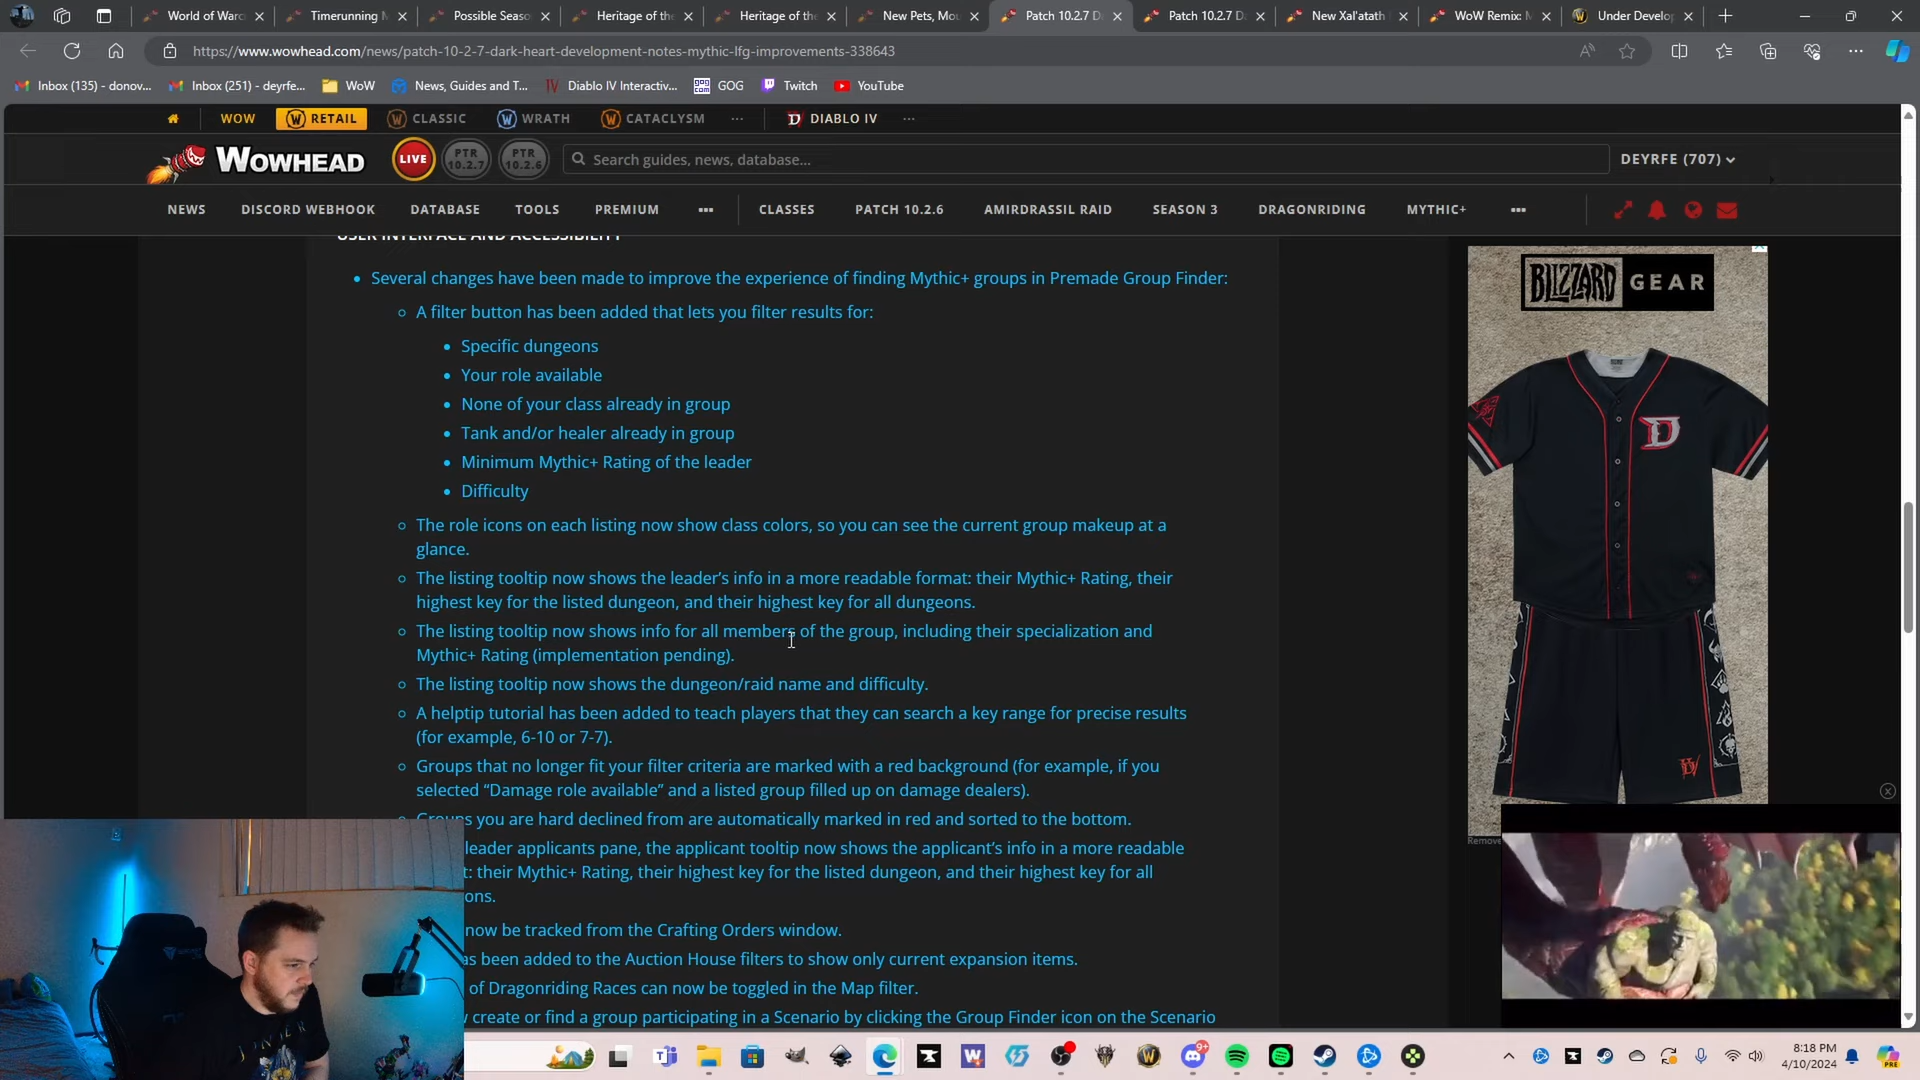 World of Warc
Timerunning M
Possible Seaso
Heritage of the
Heritage of the
New Pets, Mou
Patch 10.2.7 D
Patch 10.2.7 D
New Xal'atath
WoW Remix: M
Under Develo
https://www.wowhead.com/news/patch-10-2-7-dark-heart-development-notes-mythic-lfg-improvements-338643
Inbox (135) - donov...
Inbox (251) - deyrfe...
WoW
News, Guides and T...
Diablo IV Interactiv...
GOG
Twitch
YouTube
WOW
RETAIL
CLASSIC
WRATH
CATACLYSM
DIABLO IV
WOWHEAD
LIVE
PTR 10.2.7
PTR 10.2.6
Search guides, news, database...
DEYRFE (707)
NEWS
DISCORD WEBHOOK
DATABASE
TOOLS
PREMIUM
CLASSES
PATCH 10.2.6
AMIRDRASSIL RAID
SEASON 3
DRAGONRIDING
MYTHIC+
USER INTERFACE AND ACCESSIBILITY
Several changes have been made to improve the experience of finding Mythic+ groups in Premade Group Finder:
A filter button has been added that lets you filter results for:
Specific dungeons
Your role available
None of your class already in group
Tank and/or healer already in group
Minimum Mythic+ Rating of the leader
Difficulty
The role icons on each listing now show class colors, so you can see the current group makeup at a
glance.
The listing tooltip now shows the leader's info in a more readable format: their Mythic+ Rating, their
highest key for the listed dungeon, and their highest key for all dungeons.
The listing tooltip now shows info for all members of the group, including their specialization and
Mythic+ Rating (implementation pending).
The listing tooltip now shows the dungeon/raid name and difficulty.
A helptip tutorial has been added to teach players that they can search a key range for precise results
(for example, 6-10 or 7-7).
Groups that no longer fit your filter criteria are marked with a red background (for example, if you
selected “Damage role available” and a listed group filled up on damage dealers).
Groups you are hard declined from are automatically marked in red and sorted to the bottom.
leader applicants pane, the applicant tooltip now shows the applicant's info in a more readable
t: their Mythic+ Rating, their highest key for the listed dungeon, and their highest key for all
ons.
now be tracked from the Crafting Orders window.
as been added to the Auction House filters to show only current expansion items.
of Dragonriding Races can now be toggled in the Map filter.
create or find a group participating in a Scenario by clicking the Group Finder icon on the Scenario
BLIZZARD GEAR
D
Remove
8:18 PM
4/10/2024